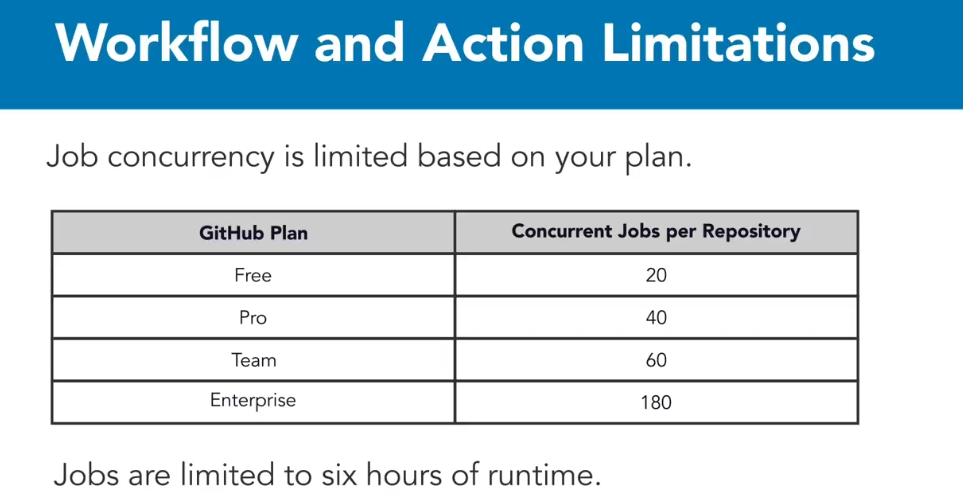 Workflow and Action Limitations
Job concurrency is limited based on your plan.
GitHub Plan Concurrent Jobs per Repository
Free 20
Pro 40
Team 60
Enterprise 180
Jobs are limited to six hours of runtime.